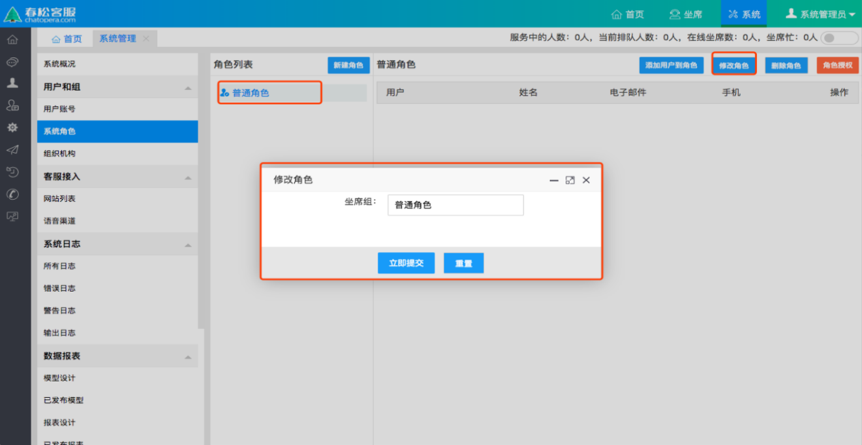 春松客服
chatopera.com
首页
坐席
系统
系统管理员
首页
系统管理
服务中的人数：0人，当前排队人数：0人，在线坐席数：0人，坐席忙：0人
系统概况
用户和组
用户账号
系统角色
组织机构
客服接入
网站列表
语音渠道
系统日志
所有日志
错误日志
警告日志
输出日志
数据报表
模型设计
已发布模型
报表设计
已发布报表
角色列表
新建角色
普通角色
普通角色
添加用户到角色
修改角色
删除角色
角色授权
用户 姓名 电子邮件 手机 操作
修改角色
坐席组：
普通角色
立即提交
重置